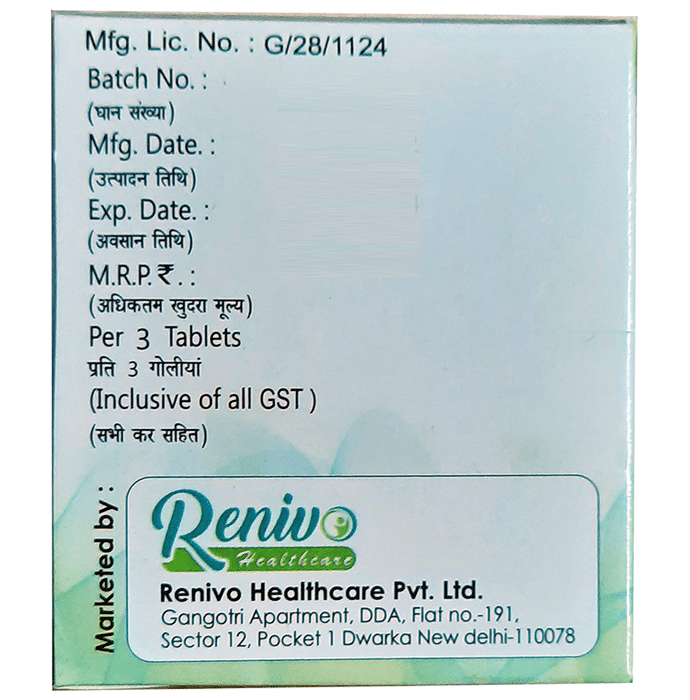 Mfg. Lic. No. : G/28/1124
Batch No. :
(घान संख्या)
Mfg. Date. :
(उत्पादन तिथि)
Exp. Date. :
(अवसान तिथि)
M.R.P.₹. :
(अधिकतम खुदरा मूल्य)
Per 3 Tablets
प्रति 3 गोलीयां
(Inclusive of all GST )
(सभी कर सहित)
Marketed by :
Renivo
Healthcare
Renivo Healthcare Pvt. Ltd.
Gangotri Apartment, DDA, Flat no.-191,
Sector 12, Pocket 1 Dwarka New delhi-110078